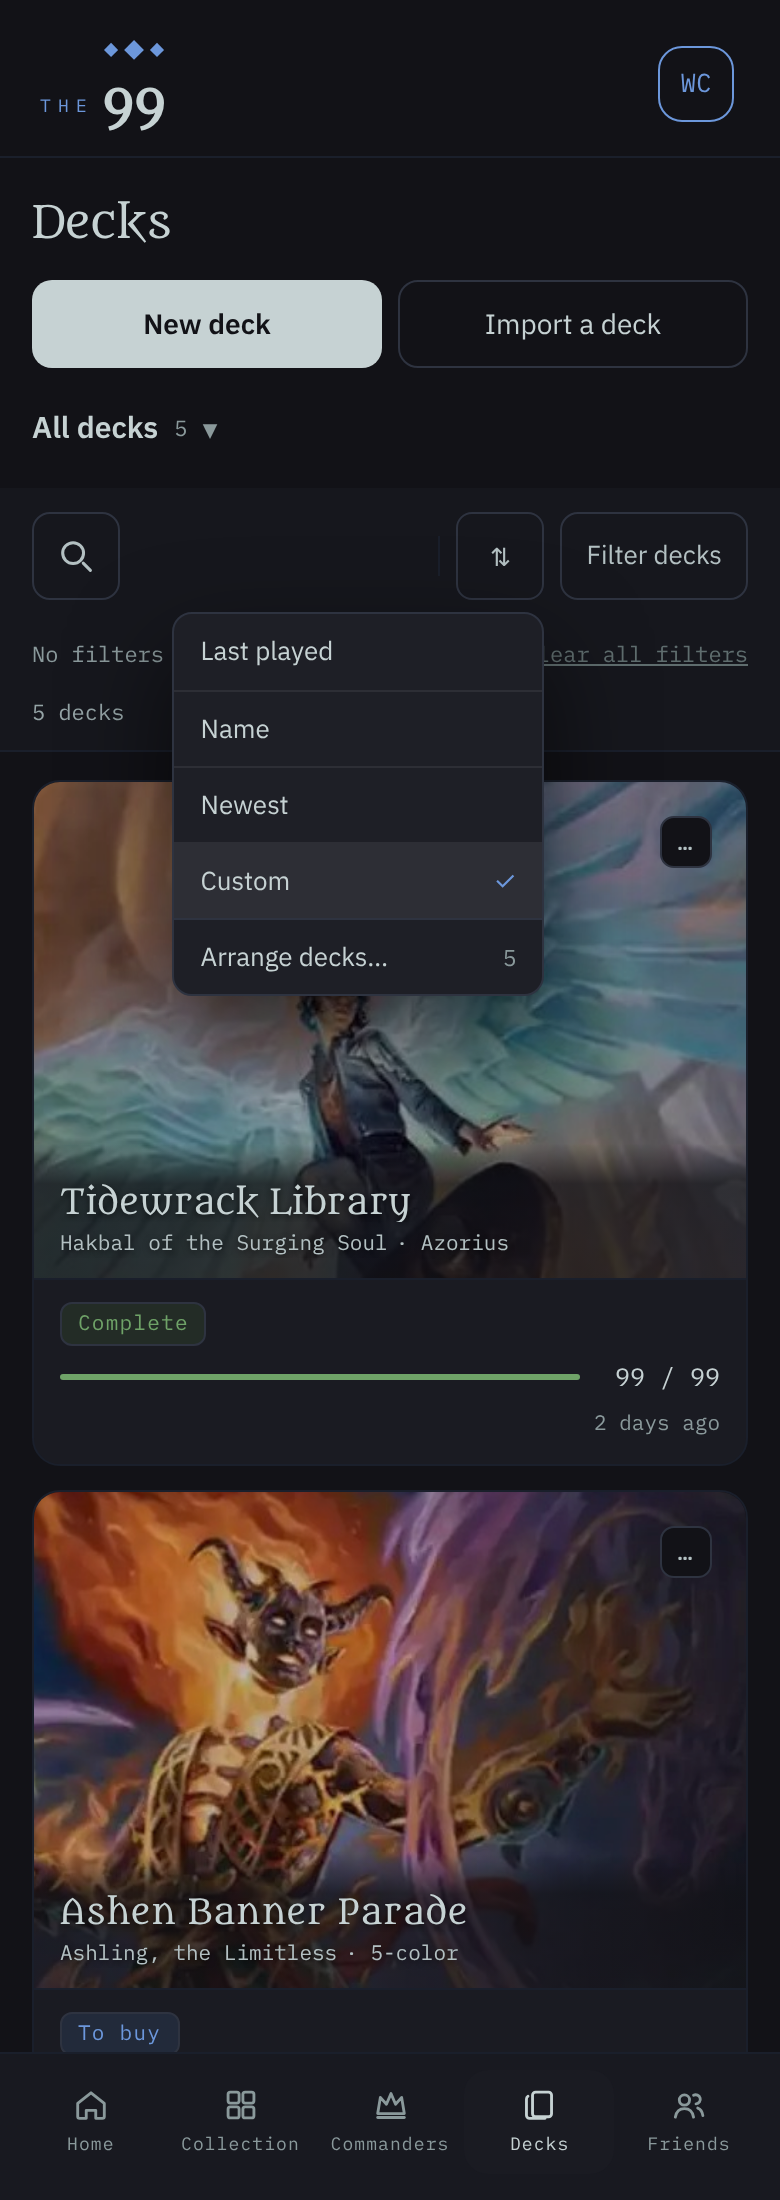 THE 99
WC
Decks
New deck
Import a deck
All decks 5 ▼
⇅
Filter decks
No filters
lear all filters
5 decks
Last played
Name
Newest
Custom ✓
Arrange decks... 5
...
Tidewrack Library
Hakbal of the Surging Soul · Azorius
Complete
99 / 99
2 days ago
...
Ashen Banner Parade
Ashling, the Limitless · 5-color
To buy
Home
Collection
Commanders
Decks
Friends